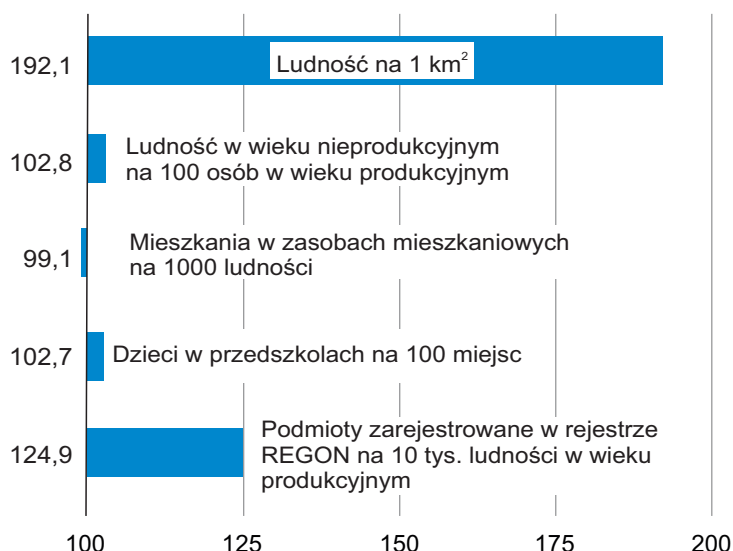 192,1
Ludność na 1 km²
102,8
Ludność w wieku nieprodukcyjnym
na 100 osób w wieku produkcyjnym
99,1
Mieszkania w zasobach mieszkaniowych
na 1000 ludności
102,7
Dzieci w przedszkolach na 100 miejsc
124,9
Podmioty zarejestrowane w rejestrze
REGON na 10 tys. ludności w wieku
produkcyjnym
100 125 150 175 200